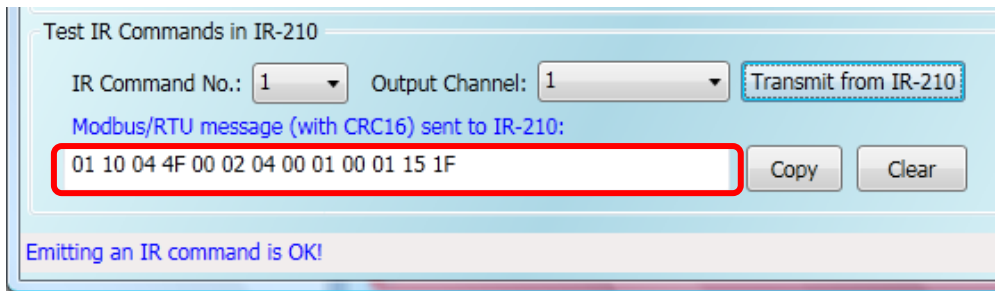 Test IR Commands in IR-210
IR Command No.: 1 Output Channel: 1 Transmit from IR-210
Modbus/RTU message (with CRC16) sent to IR-210:
01 10 04 4F 00 02 04 00 01 00 01 15 1F Copy Clear
Emitting an IR command is OK!